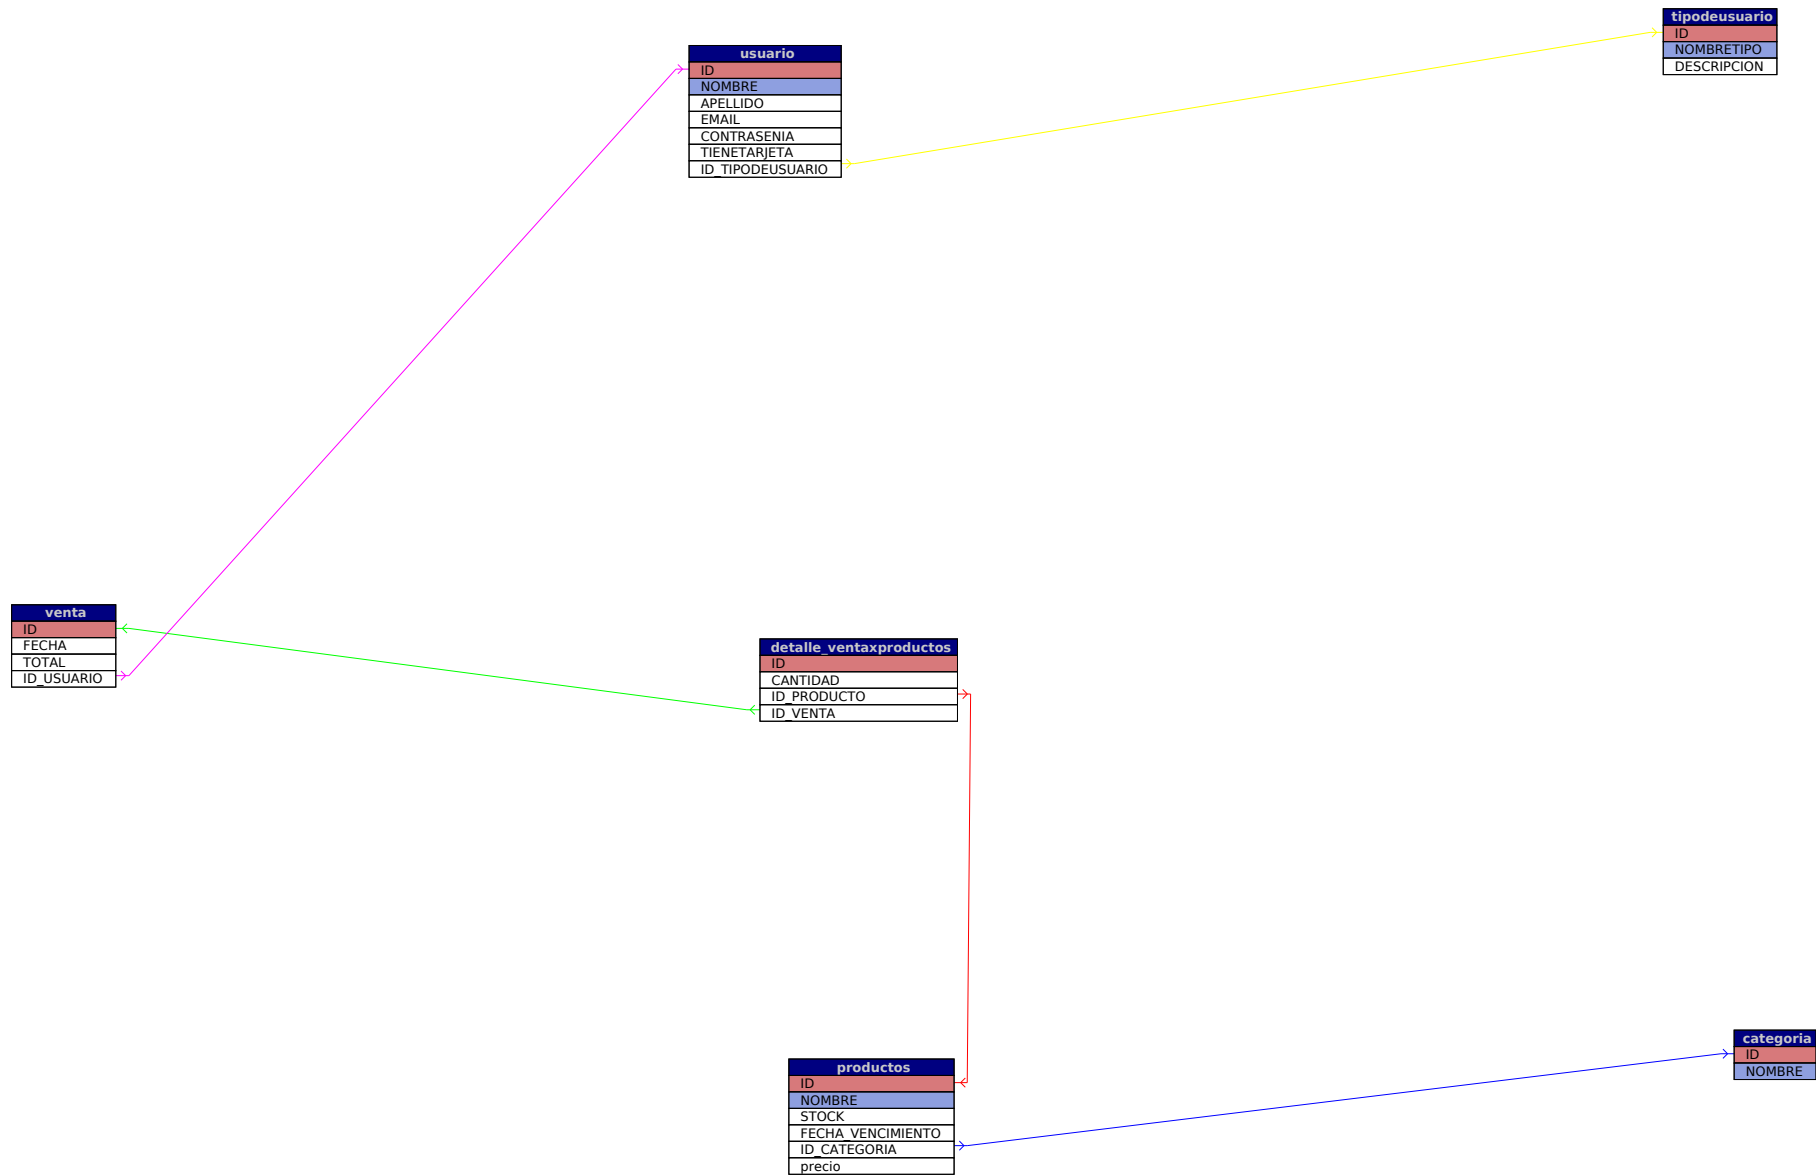 tipodeusuario
ID
NOMBRETIPO
DESCRIPCION
usuario
ID
NOMBRE
APELLIDO
EMAIL
CONTRASENIA
TIENETARJETA
ID_TIPODEUSUARIO
venta
ID
FECHA
TOTAL
ID_USUARIO
detalle_ventaxproductos
ID
CANTIDAD
ID_PRODUCTO
ID_VENTA
productos
ID
NOMBRE
STOCK
FECHA_VENCIMIENTO
ID_CATEGORIA
precio
categoria
ID
NOMBRE